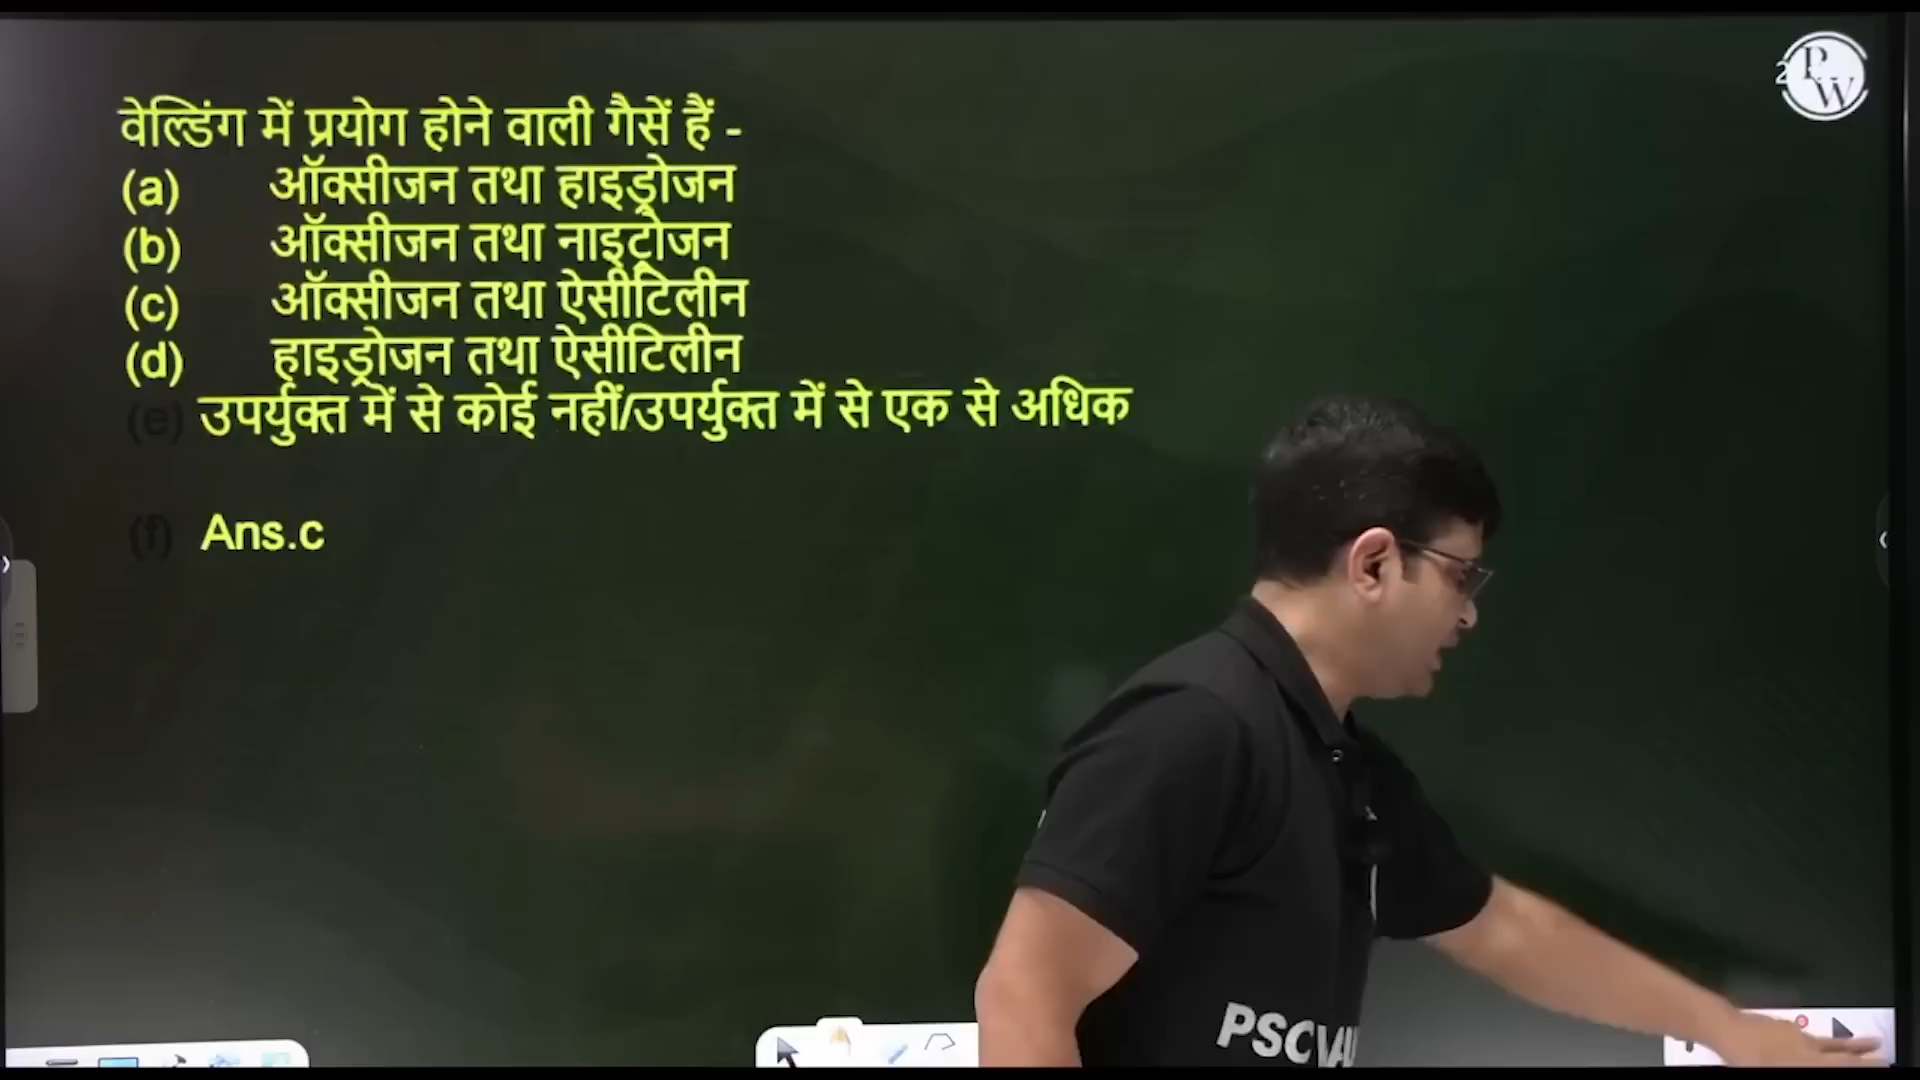 PW
वेल्डिंग में प्रयोग होने वाली गैसें हैं -
(a) ऑक्सीजन तथा हाइड्रोजन
(b) ऑक्सीजन तथा नाइट्रोजन
(c) ऑक्सीजन तथा ऐसीटिलीन
(d) हाइड्रोजन तथा ऐसीटिलीन
(e) उपर्युक्त में से कोई नहीं/उपर्युक्त में से एक से अधिक
(f) Ans.c
PSC